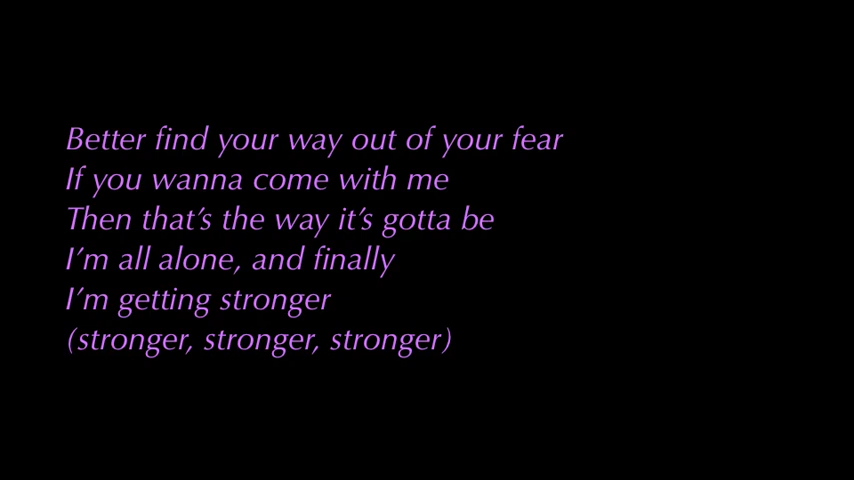 Better find your way out of your fear
If you wanna come with me
Then that’s the way it’s gotta be
I’m all alone, and finally
I’m getting stronger
(stronger, stronger, stronger)